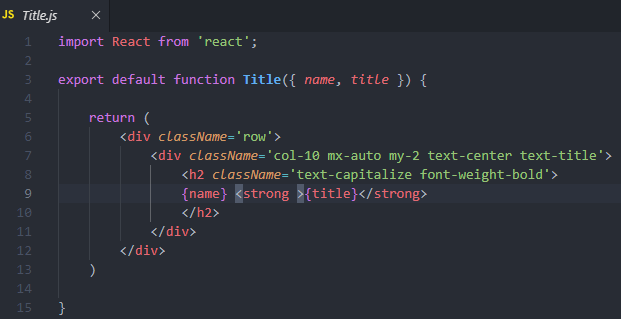 JS Title.js ×
1 import React from 'react';
2
3 export default function Title({ name, title }) {
4
5 return (
6 <div className='row'>
7 <div className='col-10 mx-auto my-2 text-center text-title'>
8 <h2 className='text-capitalize font-weight-bold'>
9 {name} <strong >{title}</strong>
10 </h2>
11 </div>
12 </div>
13 )
14
15 }